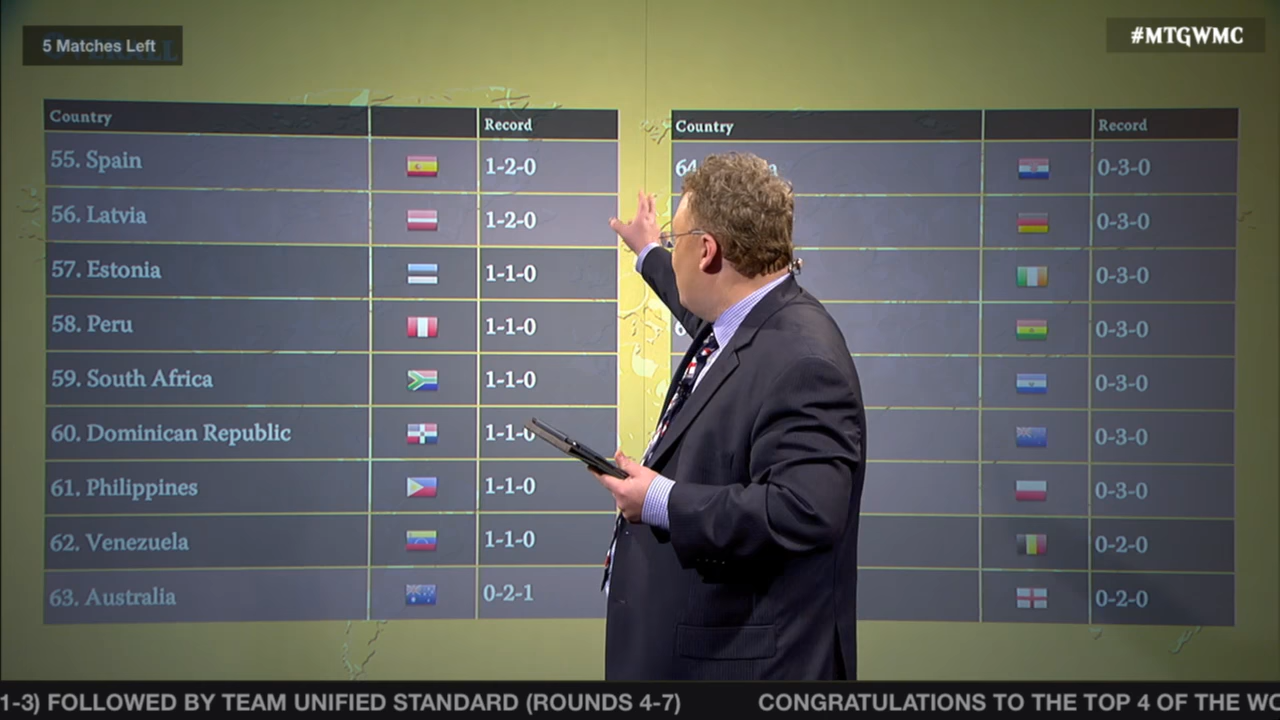 5 Matches Left
OVERALL
#MTGWMC
Country Record
55. Spain 1-2-0
56. Latvia 1-2-0
57. Estonia 1-1-0
58. Peru 1-1-0
59. South Africa 1-1-0
60. Dominican Republic 1-1-0
61. Philippines 1-1-0
62. Venezuela 1-1-0
63. Australia 0-2-1
Country Record
64. 0-3-0
0-3-0
0-3-0
0-3-0
0-3-0
0-3-0
0-3-0
0-2-0
0-2-0
1-3) FOLLOWED BY TEAM UNIFIED STANDARD (ROUNDS 4-7) CONGRATULATIONS TO THE TOP 4 OF THE WO